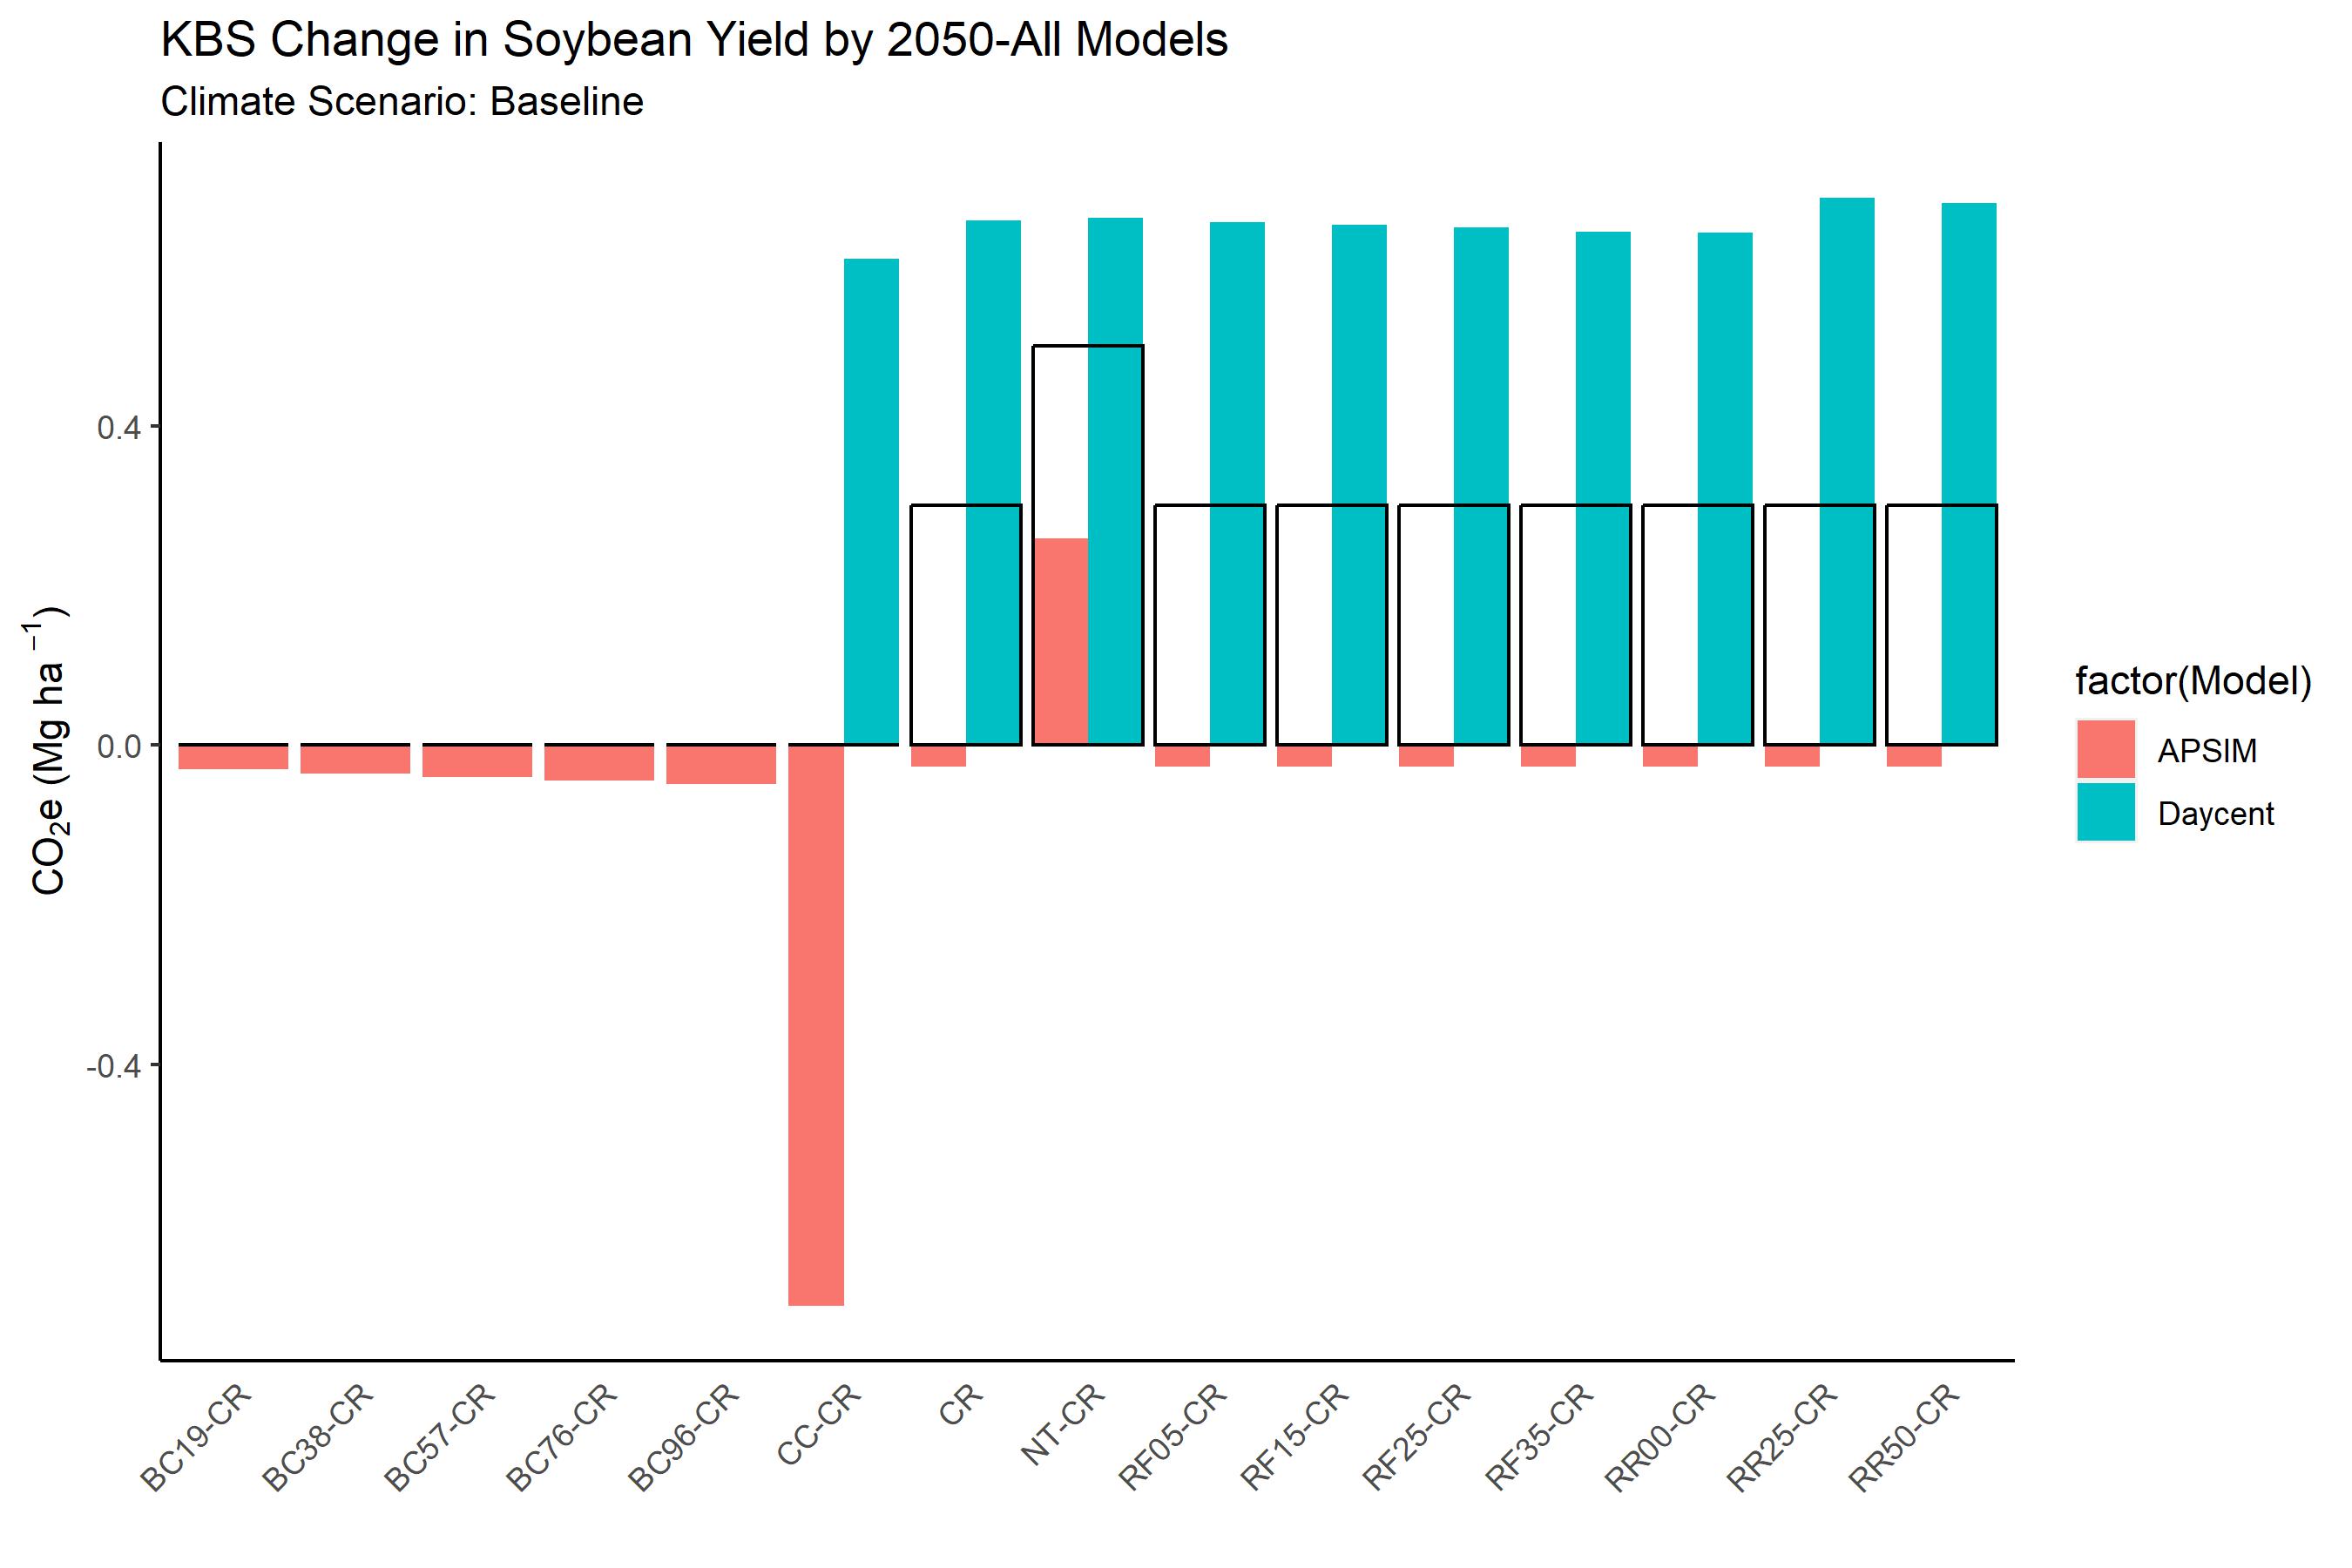 KBS Change in Soybean Yield by 2050-All Models
Climate Scenario: Baseline
CO₂e (Mg ha ⁻¹)
0.4
0.0
-0.4
BC19-CR
BC38-CR
BC57-CR
BC76-CR
BC96-CR
CC-CR
CR
NT-CR
RF05-CR
RF15-CR
RF25-CR
RF35-CR
RR00-CR
RR25-CR
RR50-CR
factor(Model)
APSIM
Daycent